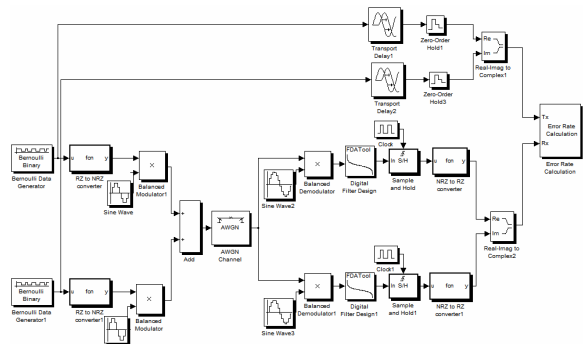 Transport
Delay1
Zero-Order
Hold1
Re
Im
Real-Imag to
Complex1
Transport
Delay2
Zero-Order
Hold3
Tx
Rx
Error Rate
Calculation
Error Rate
Calculation
Bernoulli
Binary
Bernoulli Data
Generator
u fcn y
RZ to NRZ
converter
Sine Wave
×
Balanced
Modulator1
+
+
Add
AWGN
AWGN
Channel
Sine Wave2
×
Balanced
Demodulator
FDATool
Digital
Filter Design
Clock
In S/H
Sample
and Hold
u fcn y
NRZ to RZ
converter
Re
Im
Real-Imag to
Complex2
Bernoulli
Binary
Bernoulli Data
Generator1
u fcn y
RZ to NRZ
converter1
×
Balanced
Modulator
Sine Wave3
×
Balanced
Demodulator1
FDATool
Digital
Filter Design1
Clock1
In S/H
Sample
and Hold1
u fcn y
NRZ to RZ
converter1